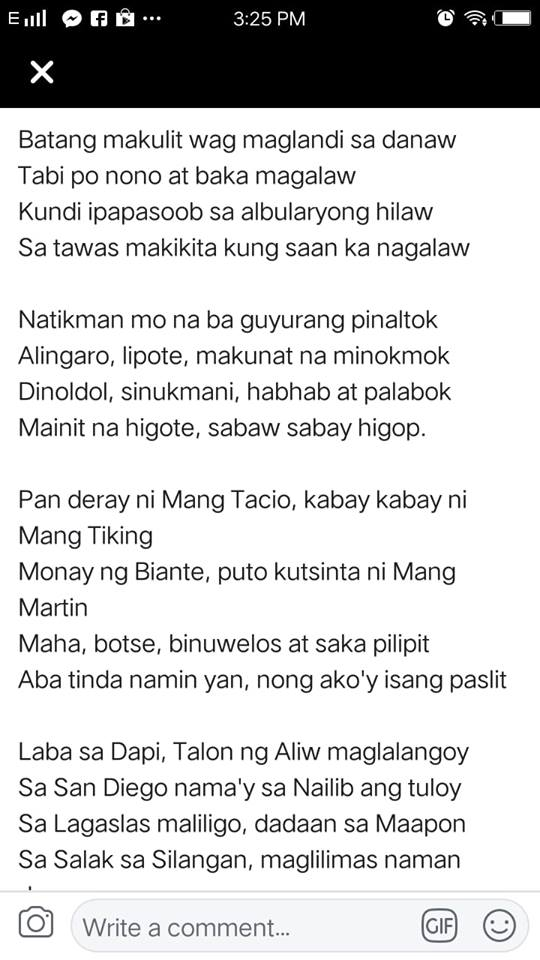 E 3:25 PM
Batang makulit wag maglandi sa danaw
Tabi po nono at baka magalaw
Kundi ipapasoob sa albularyong hilaw
Sa tawas makikita kung saan ka nagalaw
Natikman mo na ba guyurang pinaltok
Alingaro, lipote, makunat na minokmok
Dinoldol, sinukmani, habhab at palabok
Mainit na higote, sabaw sabay higop.
Pan deray ni Mang Tacio, kabay kabay ni
Mang Tiking
Monay ng Biante, puto kutsinta ni Mang
Martin
Maha, botse, binuwelos at saka pilipit
Aba tinda namin yan, nong ako'y isang paslit
Laba sa Dapi, Talon ng Aliw maglalangoy
Sa San Diego nama'y sa Nailib ang tuloy
Sa Lagaslas maliligo, dadaan sa Maapon
Sa Salak sa Silangan, maglilimas naman
Write a comment...
GIF